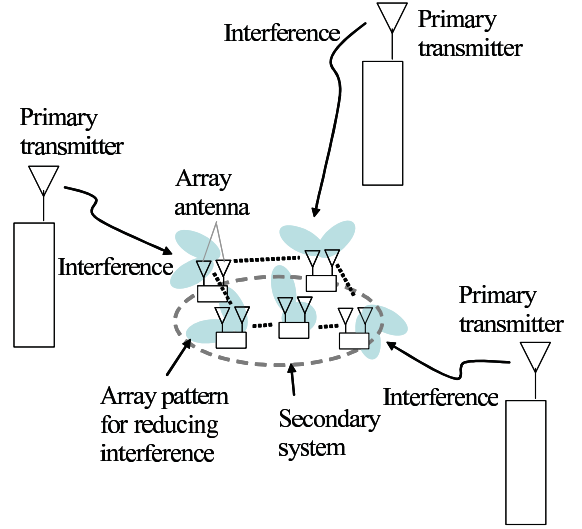 Interference
Primary
transmitter
Primary
transmitter
Array
antenna
Interference
Primary
transmitter
Interference
Array pattern
for reducing
interference
Secondary
system